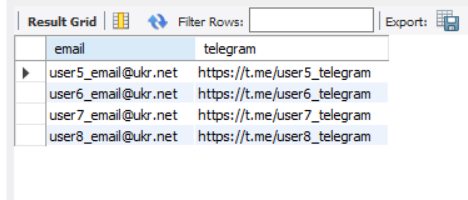 Result Grid Filter Rows: Export:
email telegram
user5_email@ukr.net https://t.me/user5_telegram
user6_email@ukr.net https://t.me/user6_telegram
user7_email@ukr.net https://t.me/user7_telegram
user8_email@ukr.net https://t.me/user8_telegram